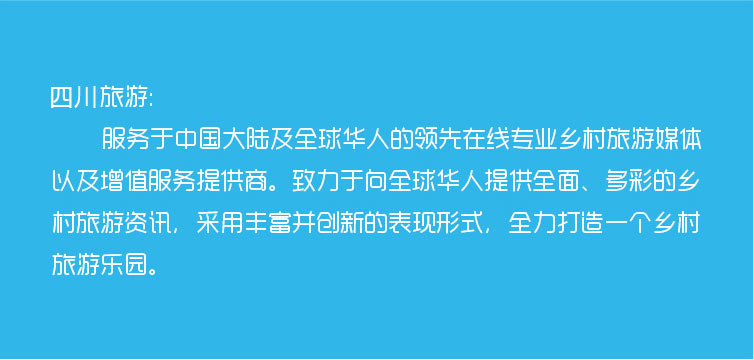 四川旅游:
服务于中国大陆及全球华人的领先在线专业乡村旅游媒体
以及增值服务提供商。致力于向全球华人提供全面、多彩的乡
村旅游资讯，采用丰富并创新的表现形式，全力打造一个乡村
旅游乐园。